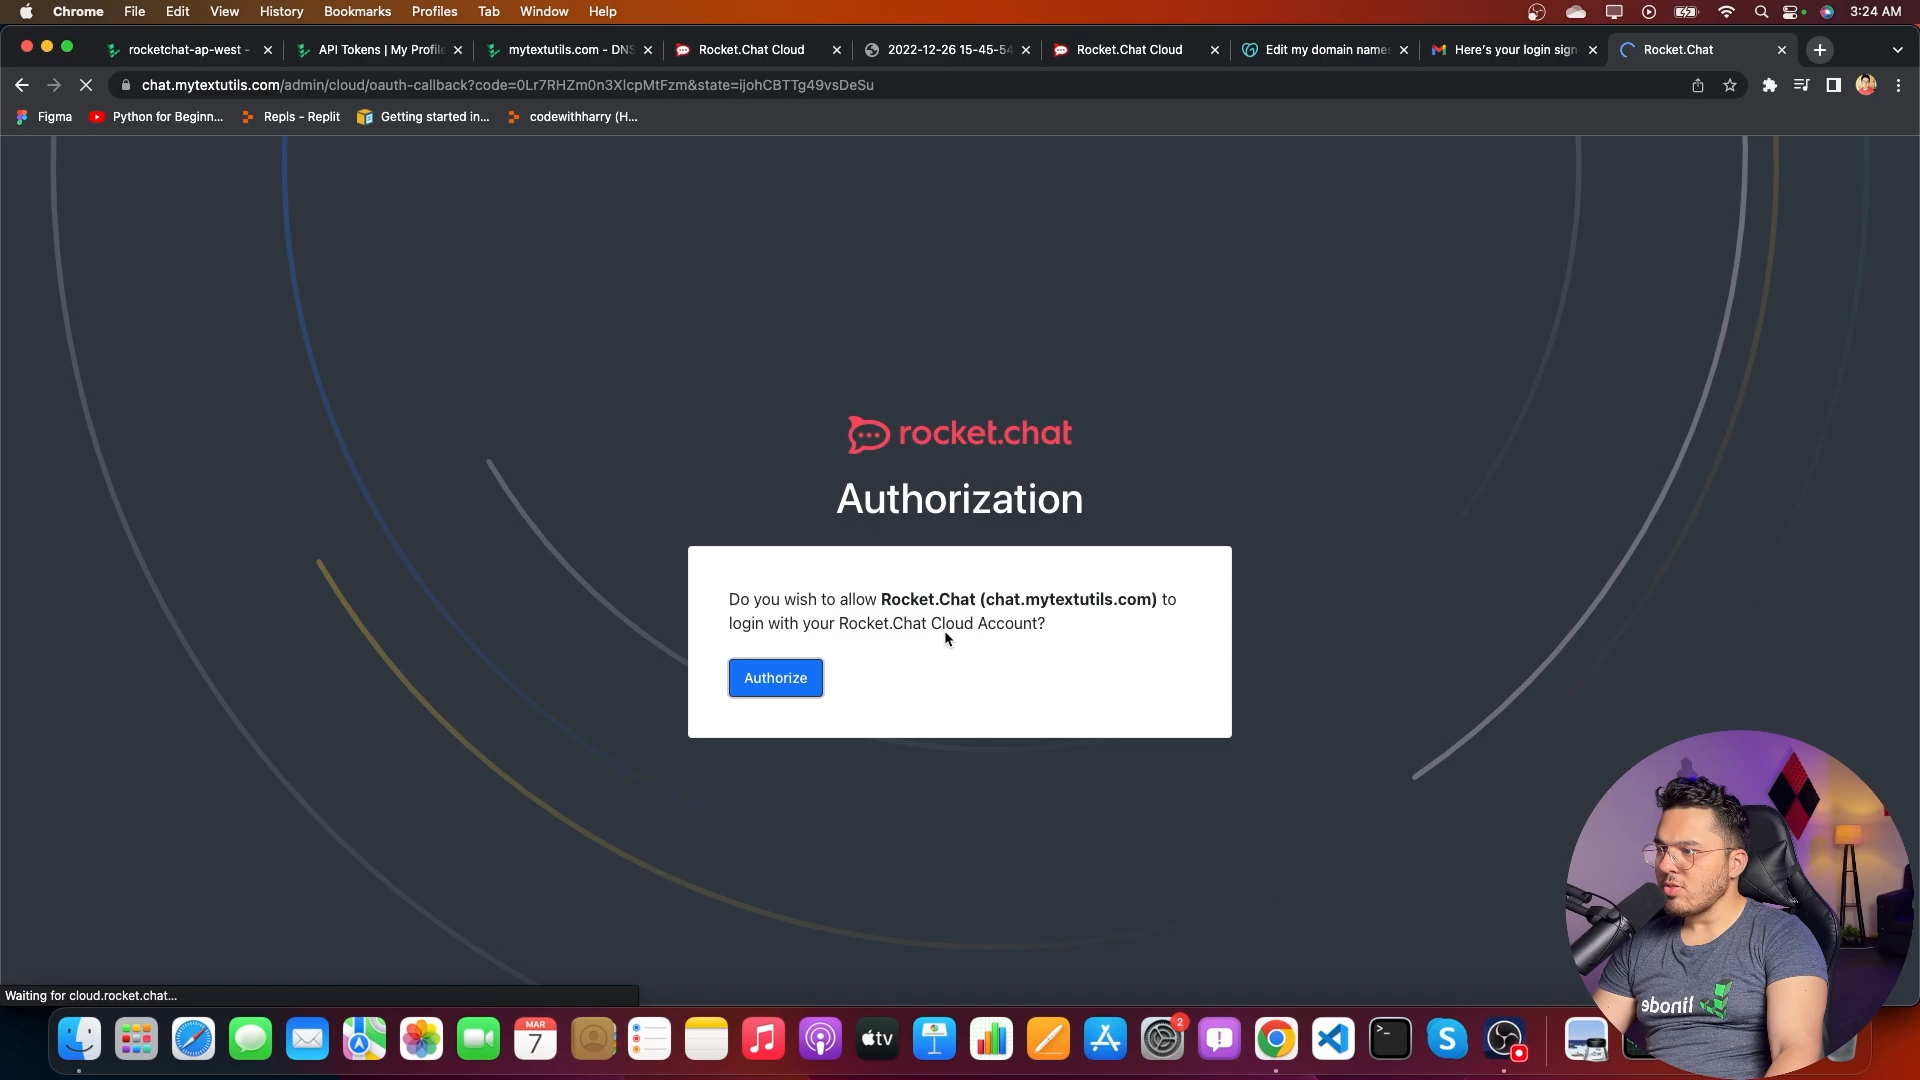 Chrome File Edit View History Bookmarks Profiles Tab Window Help 3:24 AM
rocketchat-ap-west - API Tokens | My Profile mytextutils.com - DNS Rocket.Chat Cloud 2022-12-26 15-45-54 Rocket.Chat Cloud Edit my domain name Here's your login sign Rocket.Chat
chat.mytextutils.com/admin/cloud/oauth-callback?code=0Lr7RHZm0n3XlcpMtFzm&state=ijohCBTTg49vsDeSu
Figma Python for Beginn... Repls - Replit Getting started in... codewithharry (H...
rocket.chat
Authorization
Do you wish to allow Rocket.Chat (chat.mytextutils.com) to
login with your Rocket.Chat Cloud Account?
Authorize
Waiting for cloud.rocket.chat...
MAR
7
tv
2
linode